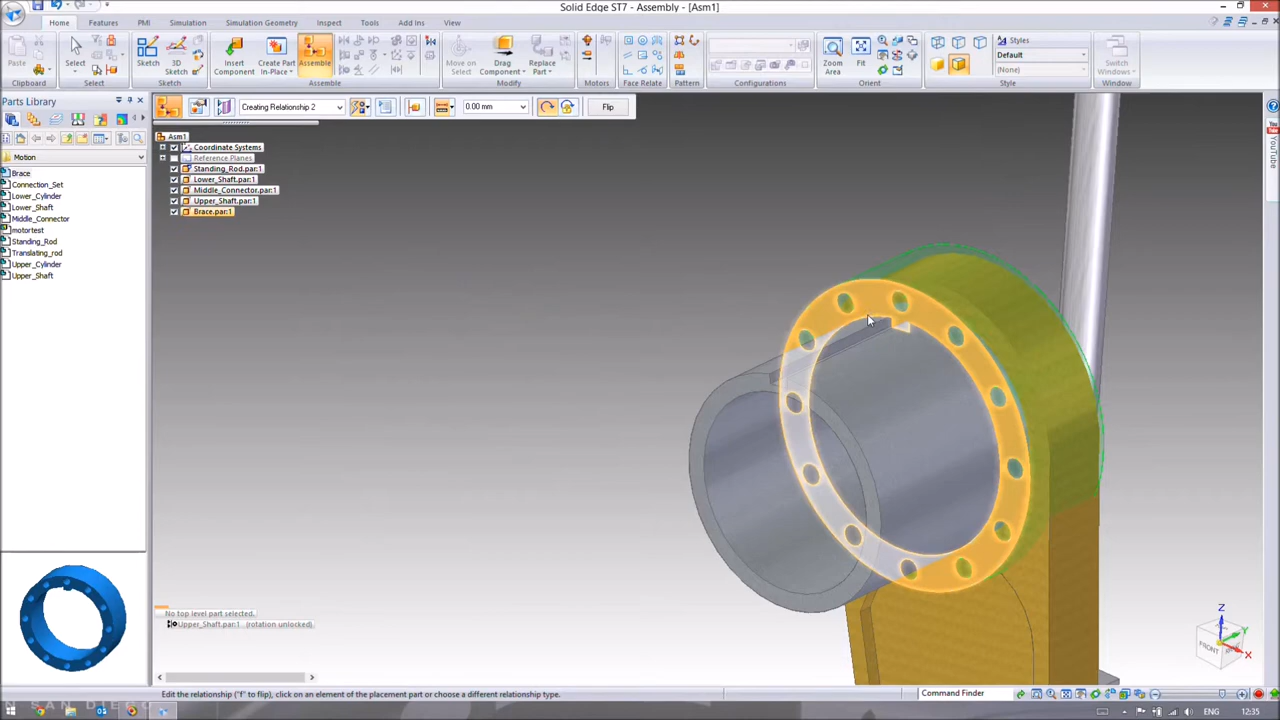 Solid Edge ST7 - Assembly - [Asm1]
Home Features PMI Simulation Simulation Geometry Inspect Tools Add Ins View
Paste Select Sketch 3D Sketch Insert Component Create Part In-Place Assemble Move on Select Drag Component Replace Part Zoom Area Fit Styles Default (None) Switch Windows
Clipboard Select Sketch Assemble Modify Motors Face Relate Pattern Configurations Orient Style Window
Parts Library
Creating Relationship 2
0.00 mm
Flip
YouTube
Motion
Brace
Connection_Set
Lower_Cylinder
Lower_Shaft
Middle_Connector
motortest
Standing_Rod
Translating_rod
Upper_Cylinder
Upper_Shaft
Asm1
Coordinate Systems
Reference Planes
Standing_Rod.par:1
Lower_Shaft.par:1
Middle_Connector.par:1
Upper_Shaft.par:1
Brace.par:1
No top level part selected.
Upper_Shaft.par:1 (rotation unlocked)
Z
Y
X
FRONT
Edit the relationship ("f" to flip), click on an element of the placement part or choose a different relationship type.
Command Finder
SAN DIEGO
ENG
12:35